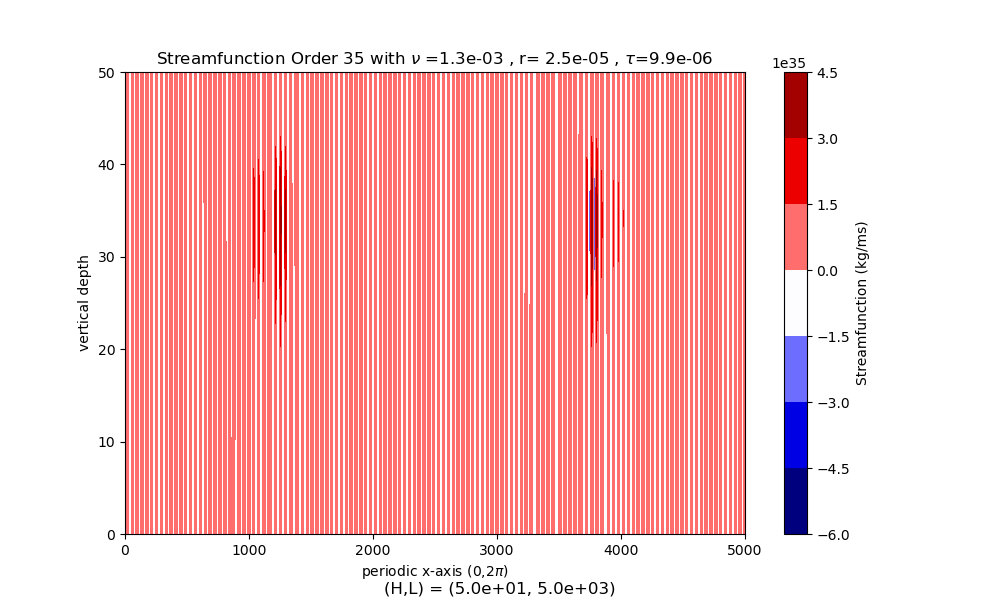 Streamfunction Order 35 with ν =1.3e-03 , r= 2.5e-05 , τ=9.9e-06
1e35
50
40
30
20
10
0
vertical depth
0 1000 2000 3000 4000 5000
periodic x-axis (0,2π)
(H,L) = (5.0e+01, 5.0e+03)
4.5
3.0
1.5
0.0
−1.5
−3.0
−4.5
−6.0
Streamfunction (kg/ms)